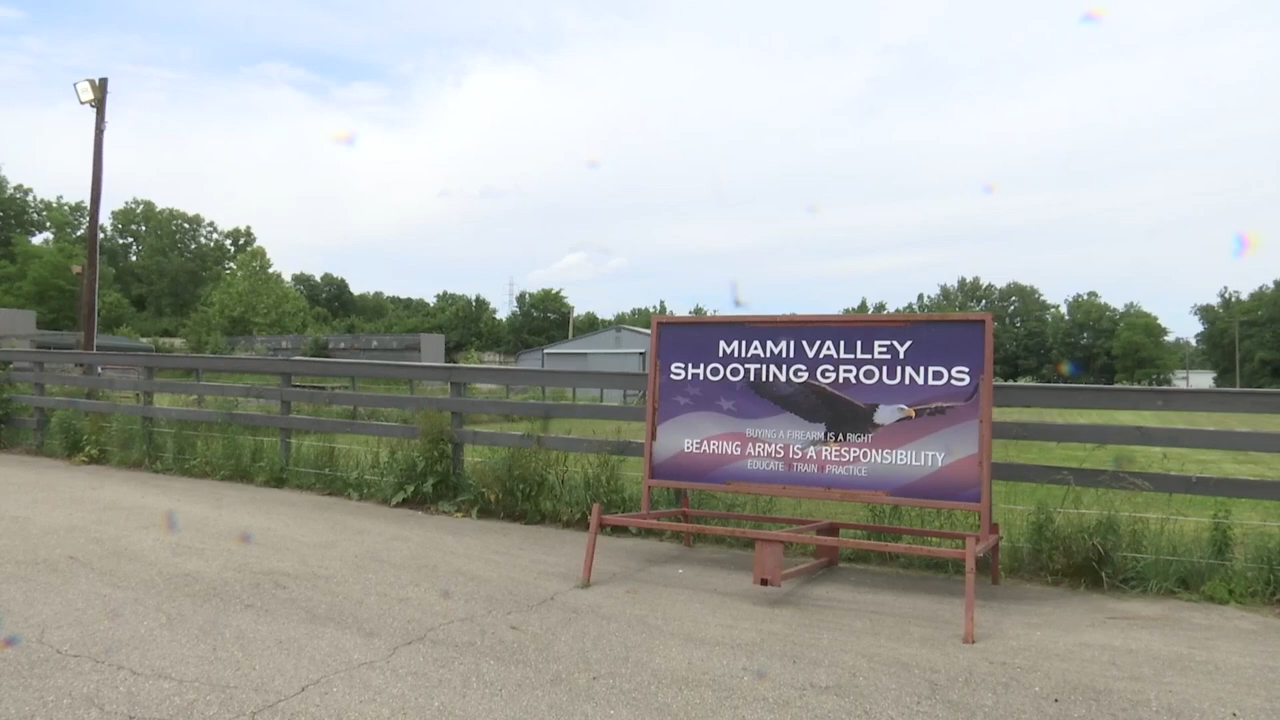 MIAMI VALLEY
SHOOTING GROUNDS
BUYING A FIREARM IS A RIGHT
BEARING ARMS IS A RESPONSIBILITY
EDUCATE | TRAIN | PRACTICE